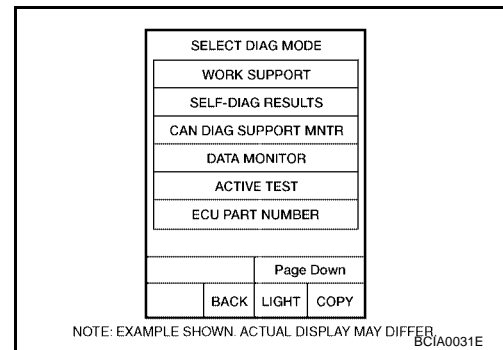 SELECT DIAG MODE
WORK SUPPORT
SELF-DIAG RESULTS
CAN DIAG SUPPORT MNTR
DATA MONITOR
ACTIVE TEST
ECU PART NUMBER
Page Down
BACK LIGHT COPY
NOTE: EXAMPLE SHOWN. ACTUAL DISPLAY MAY DIFFER.
BCIA0031E